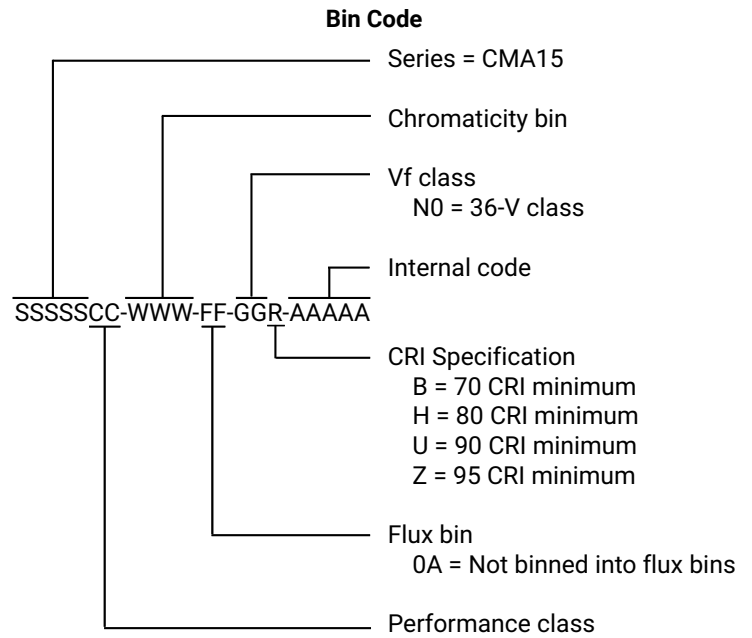 Bin Code
Series = CMA15
Chromaticity bin
Vf class
N0 = 36-V class
Internal code
SSSSSCC-WWW-FF-GGR-AAAAA
CRI Specification
B = 70 CRI minimum
H = 80 CRI minimum
U = 90 CRI minimum
Z = 95 CRI minimum
Flux bin
0A = Not binned into flux bins
Performance class